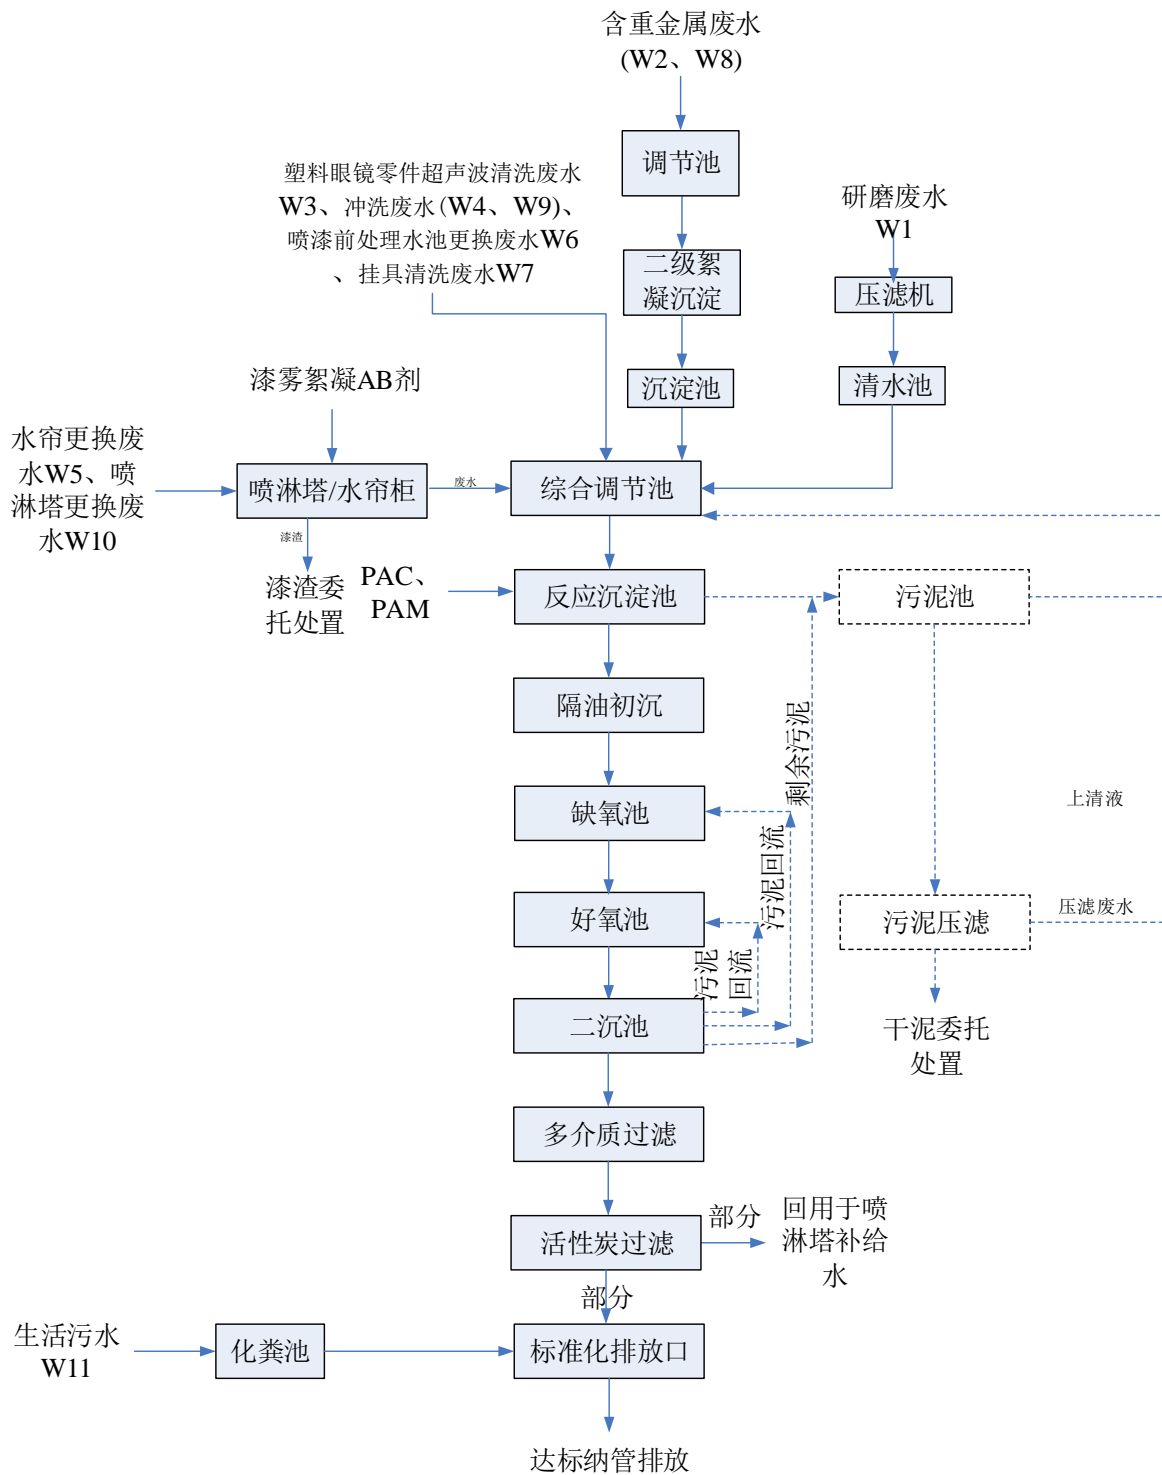 含重金属废水
(W2、W8)
调节池
塑料眼镜零件超声波清洗废水
W3、冲洗废水(W4、W9)、
喷漆前处理水池更换废水W6
、挂具清洗废水W7
研磨废水
W1
二级絮
凝沉淀
压滤机
沉淀池
清水池
漆雾絮凝AB剂
水帘更换废
水W5、喷
淋塔更换废
水W10
喷淋塔/水帘柜
废水
综合调节池
漆渣
漆渣委
托处置
PAC、
PAM
反应沉淀池
污泥池
隔油初沉
剩余污泥
缺氧池
上清液
污泥回流
好氧池
污泥压滤
压滤废水
污泥
回流
二沉池
干泥委托
处置
多介质过滤
活性炭过滤
部分
回用于喷
淋塔补给
水
部分
生活污水
W11
化粪池
标准化排放口
达标纳管排放